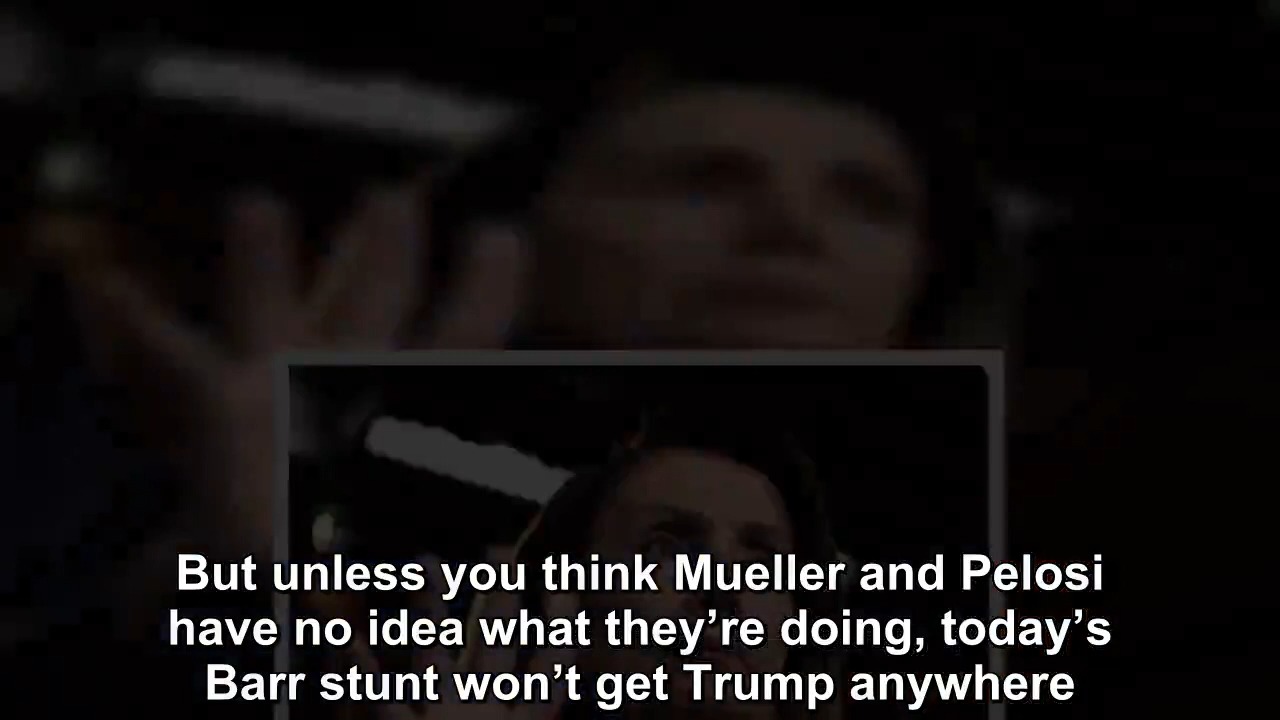 But unless you think Mueller and Pelosi
have no idea what they’re doing, today’s
Barr stunt won’t get Trump anywhere